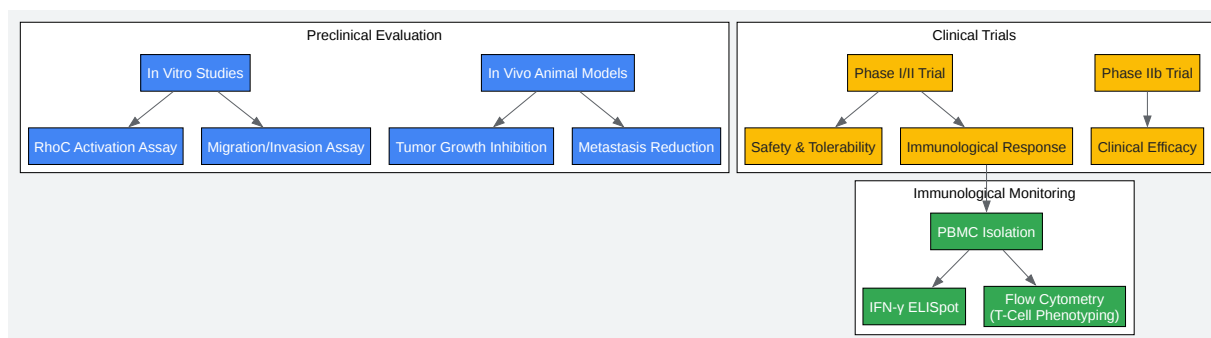 Preclinical Evaluation
In Vitro Studies
In Vivo Animal Models
RhoC Activation Assay
Migration/Invasion Assay
Tumor Growth Inhibition
Metastasis Reduction
Clinical Trials
Phase I/II Trial
Phase IIb Trial
Safety & Tolerability
Immunological Response
Clinical Efficacy
Immunological Monitoring
PBMC Isolation
IFN-γ ELISpot
Flow Cytometry
(T-Cell Phenotyping)